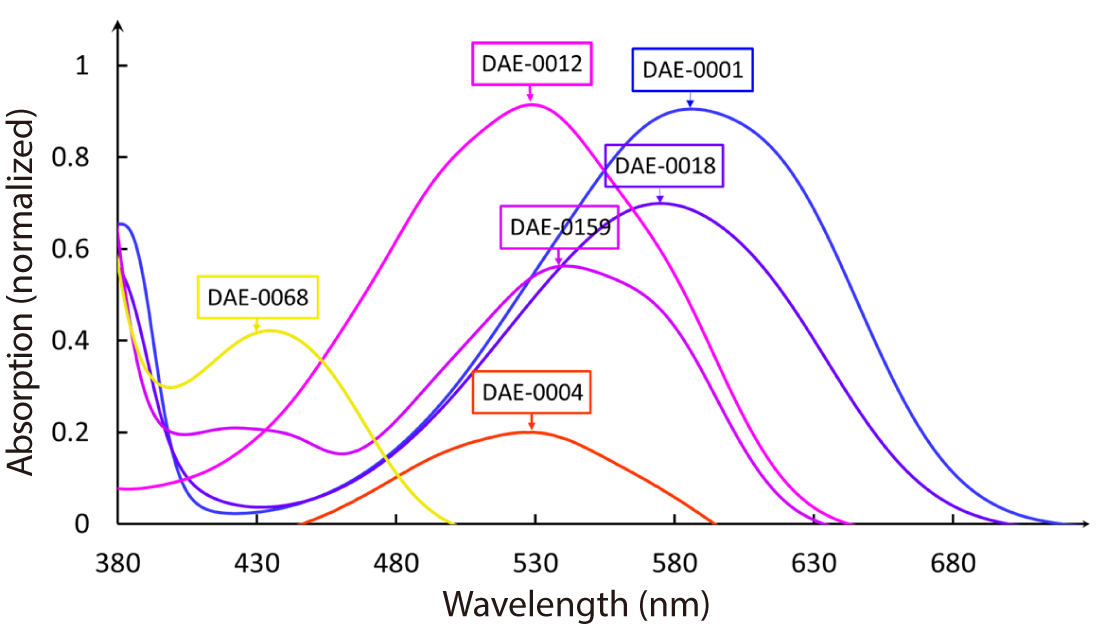 DAE-0012
DAE-0001
DAE-0018
DAE-0159
DAE-0068
DAE-0004
Absorption (normalized)
1
0.8
0.6
0.4
0.2
0
380 430 480 530 580 630 680
Wavelength (nm)